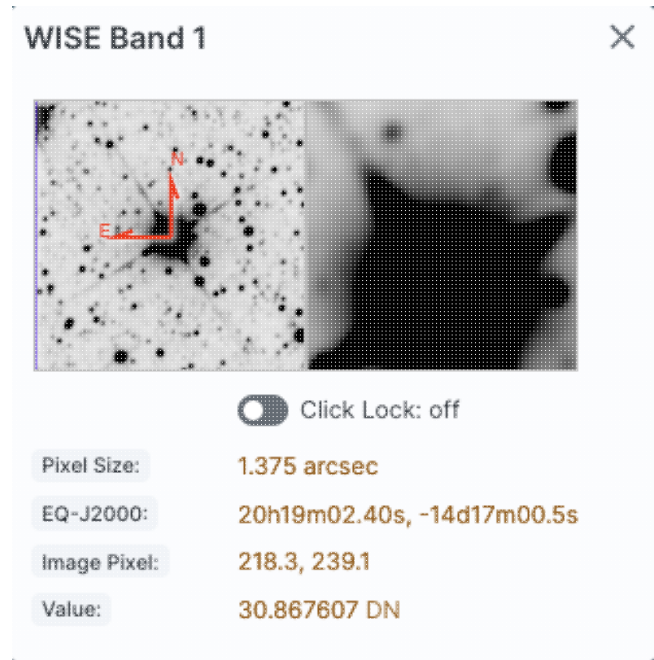 WISE Band 1
N
E
Click Lock: off
Pixel Size: 1.375 arcsec
EQ-J2000: 20h19m02.40s, -14d17m00.5s
Image Pixel: 218.3, 239.1
Value: 30.867607 DN